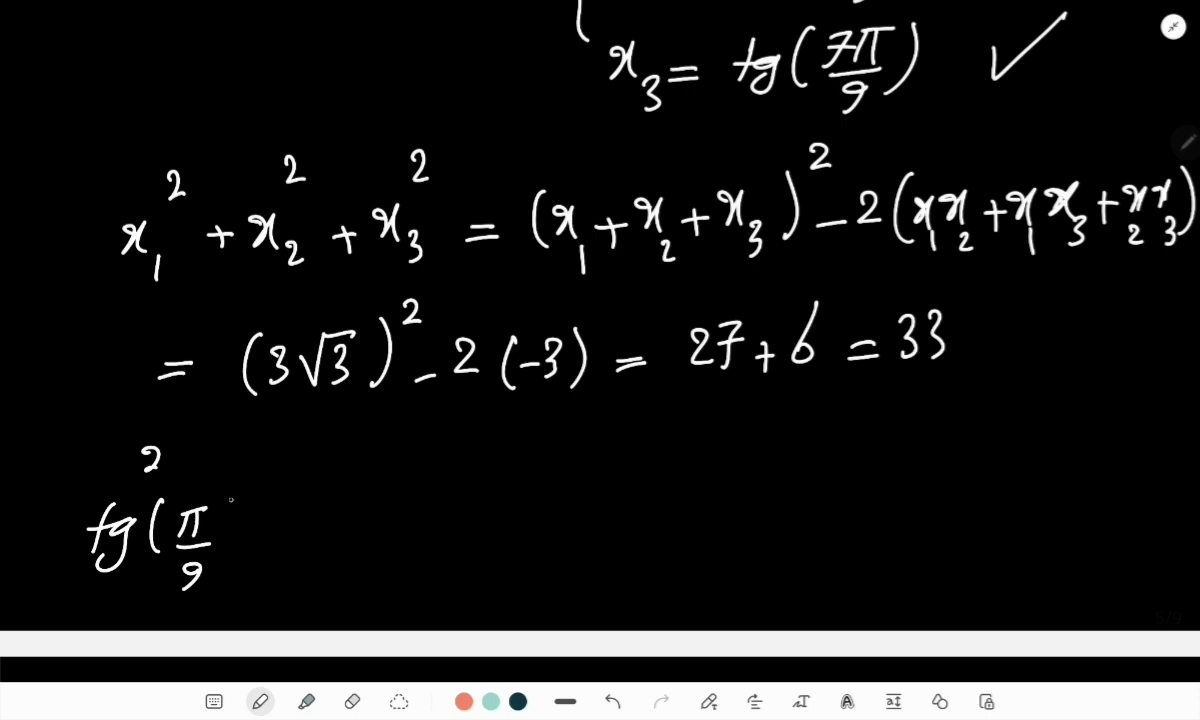 x₃ = tg(7π/9) ✓
x₁² + x₂² + x₃² = (x₁ + x₂ + x₃)² − 2(x₁x₂ + x₁x₃ + x₂x₃)
= (3√3)² − 2(−3) = 27 + 6 = 33
tg²(π/9